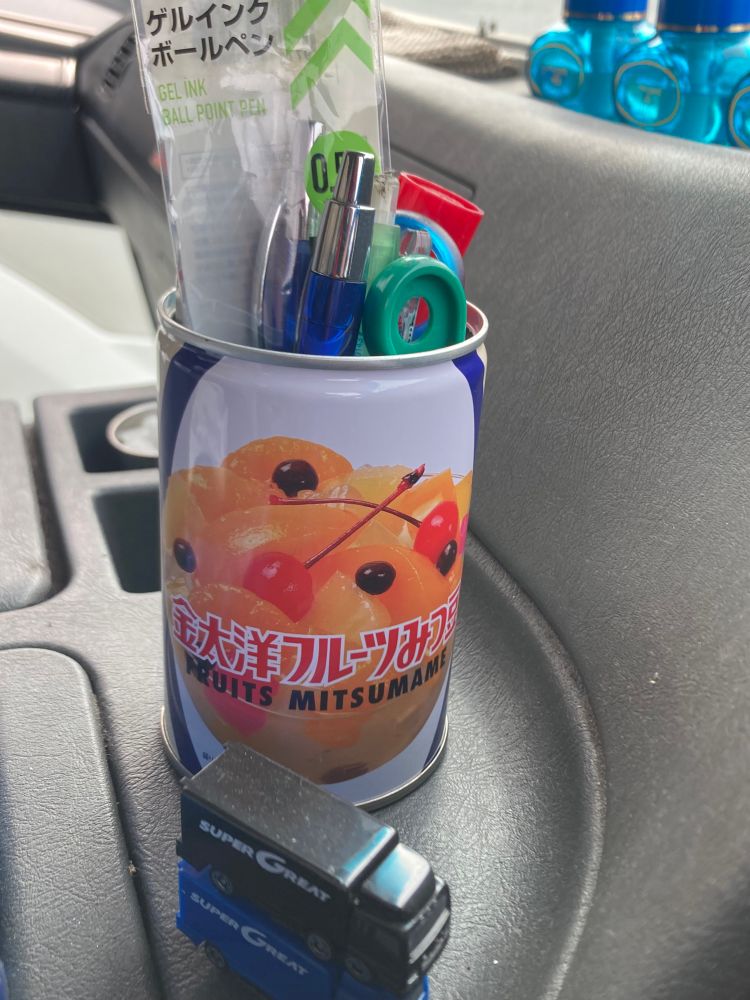 ゲルインク
ボールペン
GEL INK
BALL POINT PEN
0.5
金太洋フルーツみつ豆
FRUITS MITSUMAME
SUPER GREAT
SUPER GREAT